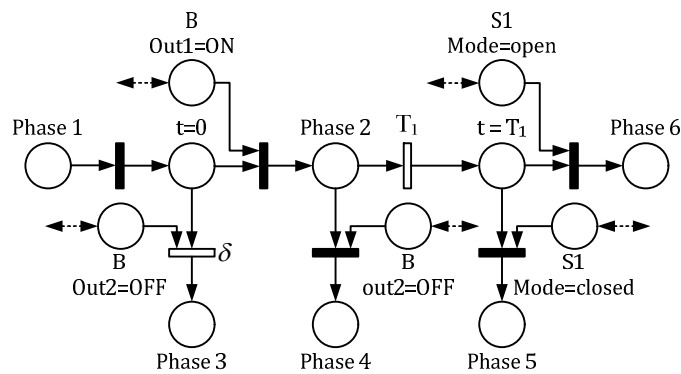 B
Out1=ON
S1
Mode=open
Phase 1
t=0
Phase 2
T1
t = T1
Phase 6
B
Out2=OFF
δ
B
out2=OFF
S1
Mode=closed
Phase 3
Phase 4
Phase 5